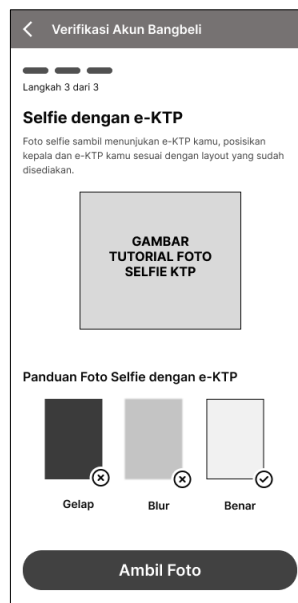 Verifikasi Akun Bangbeli
Langkah 3 dari 3
Selfie dengan e-KTP
Foto selfie sambil menunjukan e-KTP kamu, posisikan
kepala dan e-KTP kamu sesuai dengan layout yang sudah
disediakan.
GAMBAR
TUTORIAL FOTO
SELFIE KTP
Panduan Foto Selfie dengan e-KTP
Gelap
Blur
Benar
Ambil Foto